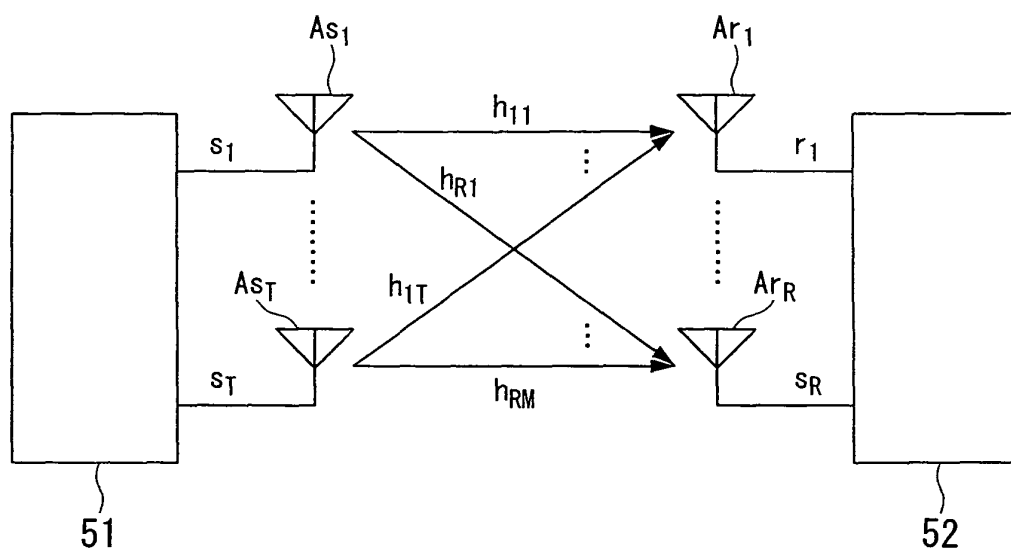 As1 Ar1
h11
s1 r1
hR1
h1T
AsT ArR
sT hRM sR
51 52